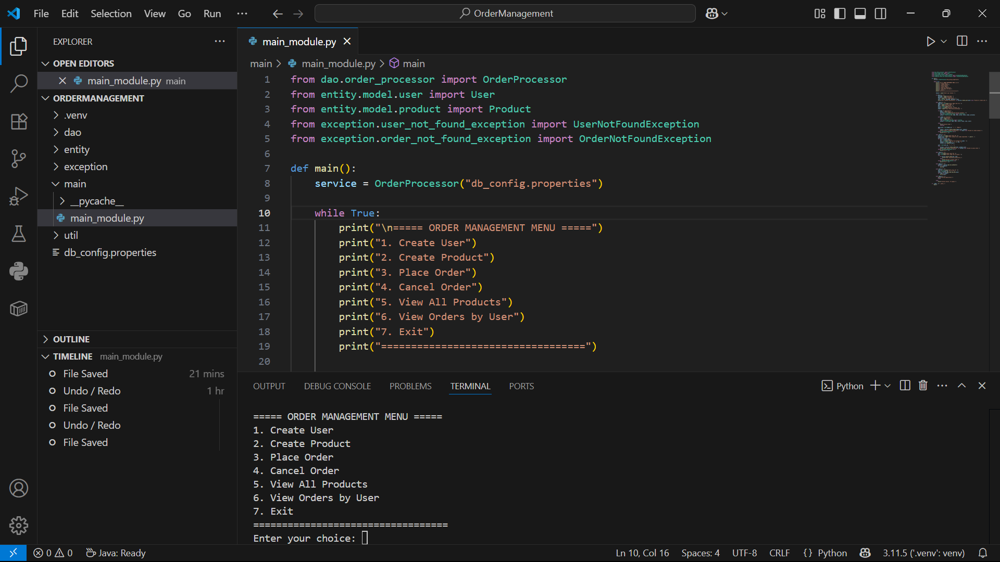 File Edit Selection View Go Run ··· OrderManagement
EXPLORER
OPEN EDITORS
main_module.py main
ORDERMANAGEMENT
.venv
dao
entity
exception
main
__pycache__
main_module.py
util
db_config.properties
OUTLINE
TIMELINE main_module.py
File Saved 21 mins
Undo / Redo 1 hr
File Saved
Undo / Redo
File Saved
main_module.py
main > main_module.py > main
1 from dao.order_processor import OrderProcessor
2 from entity.model.user import User
3 from entity.model.product import Product
4 from exception.user_not_found_exception import UserNotFoundException
5 from exception.order_not_found_exception import OrderNotFoundException
6
7 def main():
8 service = OrderProcessor("db_config.properties")
9
10 while True:
11 print("\n===== ORDER MANAGEMENT MENU =====")
12 print("1. Create User")
13 print("2. Create Product")
14 print("3. Place Order")
15 print("4. Cancel Order")
16 print("5. View All Products")
17 print("6. View Orders by User")
18 print("7. Exit")
19 print("==================================")
20
OUTPUT DEBUG CONSOLE PROBLEMS TERMINAL PORTS Python
===== ORDER MANAGEMENT MENU =====
1. Create User
2. Create Product
3. Place Order
4. Cancel Order
5. View All Products
6. View Orders by User
7. Exit
==================================
Enter your choice:
0 0 Java: Ready Ln 10, Col 16 Spaces: 4 UTF-8 CRLF {} Python 3.11.5 ('.venv': venv)